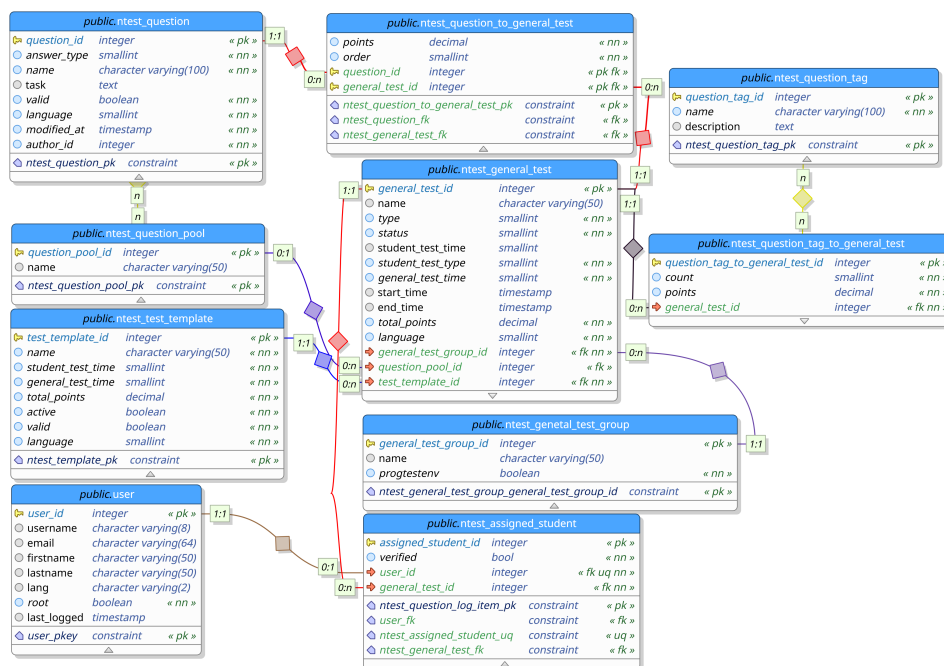 public.ntest_question
question_id integer « pk »
answer_type smallint « nn »
name character varying(100) « nn »
task text
valid boolean « nn »
language smallint « nn »
modified_at timestamp « nn »
author_id integer « nn »
ntest_question_pk constraint « pk »
1:1
0:n
public.ntest_question_to_general_test
points decimal « nn »
order smallint « nn »
question_id integer « pk fk »
general_test_id integer « pk fk »
ntest_question_to_general_test_pk constraint « pk »
ntest_question_fk constraint « fk »
ntest_general_test_fk constraint « fk »
0:n
1:1
public.ntest_question_tag
question_tag_id integer « pk »
name character varying(100) « nn »
description text
ntest_question_tag_pk constraint « pk »
n
n
n
n
public.ntest_question_pool
question_pool_id integer « pk »
name character varying(50)
ntest_question_pool_pk constraint « pk »
0:1
1:1
public.ntest_general_test
general_test_id integer « pk »
name character varying(50)
type smallint « nn »
status smallint « nn »
student_test_time smallint
student_test_type smallint « nn »
general_test_time smallint « nn »
start_time timestamp
end_time timestamp
total_points decimal « nn »
language smallint « nn »
general_test_group_id integer « fk nn »
question_pool_id integer « fk »
test_template_id integer « fk nn »
1:1
0:n
public.ntest_question_tag_to_general_test
question_tag_to_general_test_id integer « pk
count smallint « nn
points decimal « nn
general_test_id integer « fk nn
public.ntest_test_template
test_template_id integer « pk »
name character varying(50) « nn »
student_test_time smallint « nn »
general_test_time smallint « nn »
total_points decimal « nn »
active boolean « nn »
valid boolean « nn »
language smallint « nn »
ntest_template_pk constraint « pk »
1:1
0:n
0:n
0:n
1:1
public.ntest_genetal_test_group
general_test_group_id integer « pk »
name character varying(50)
progtestenv boolean « nn »
ntest_general_test_group_general_test_group_id constraint « pk »
public.user
user_id integer « pk »
username character varying(8)
email character varying(64)
firstname character varying(50)
lastname character varying(50)
lang character varying(2)
root boolean « nn »
last_logged timestamp
user_pkey constraint « pk »
1:1
0:1
0:n
public.ntest_assigned_student
assigned_student_id integer « pk »
verified bool « nn »
user_id integer « fk uq nn »
general_test_id integer « fk nn »
ntest_question_log_item_pk constraint « pk »
user_fk constraint « fk »
ntest_assigned_student_uq constraint « uq »
ntest_general_test_fk constraint « fk »